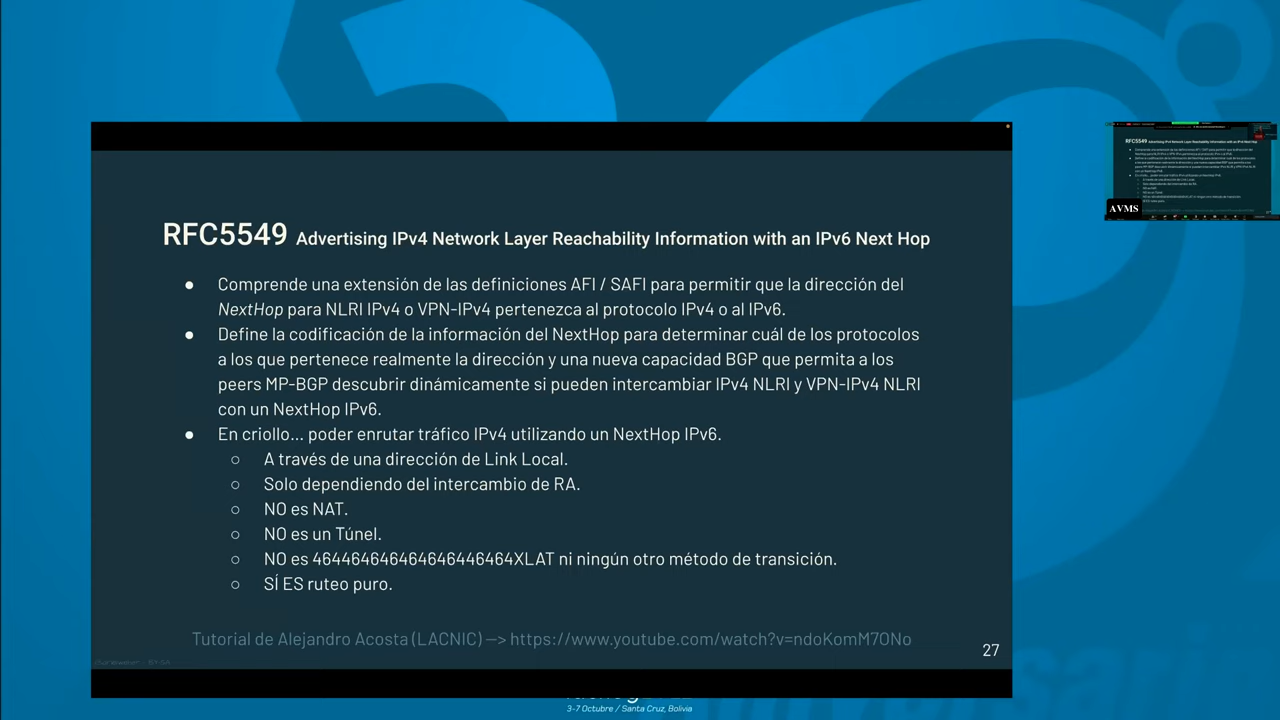 RFC5549 Advertising IPv4 Network Layer Reachability Information with an IPv6 Next Hop
● Comprende una extensión de las definiciones AFI / SAFI para permitir que la dirección del
NextHop para NLRI IPv4 o VPN-IPv4 pertenezca al protocolo IPv4 o al IPv6.
● Define la codificación de la información del NextHop para determinar cuál de los protocolos
a los que pertenece realmente la dirección y una nueva capacidad BGP que permita a los
peers MP-BGP descubrir dinámicamente si pueden intercambiar IPv4 NLRI y VPN-IPv4 NLRI
con un NextHop IPv6.
● En criollo... poder enrutar tráfico IPv4 utilizando un NextHop IPv6.
○ A través de una dirección de Link Local.
○ Solo dependiendo del intercambio de RA.
○ NO es NAT.
○ NO es un Túnel.
○ NO es 464464646464646446464XLAT ni ningún otro método de transición.
○ SÍ ES ruteo puro.
Tutorial de Alejandro Acosta (LACNIC) —> https://www.youtube.com/watch?v=ndoKomM7ONo
27
AVMS
3-7 Octubre / Santa Cruz, Bolivia